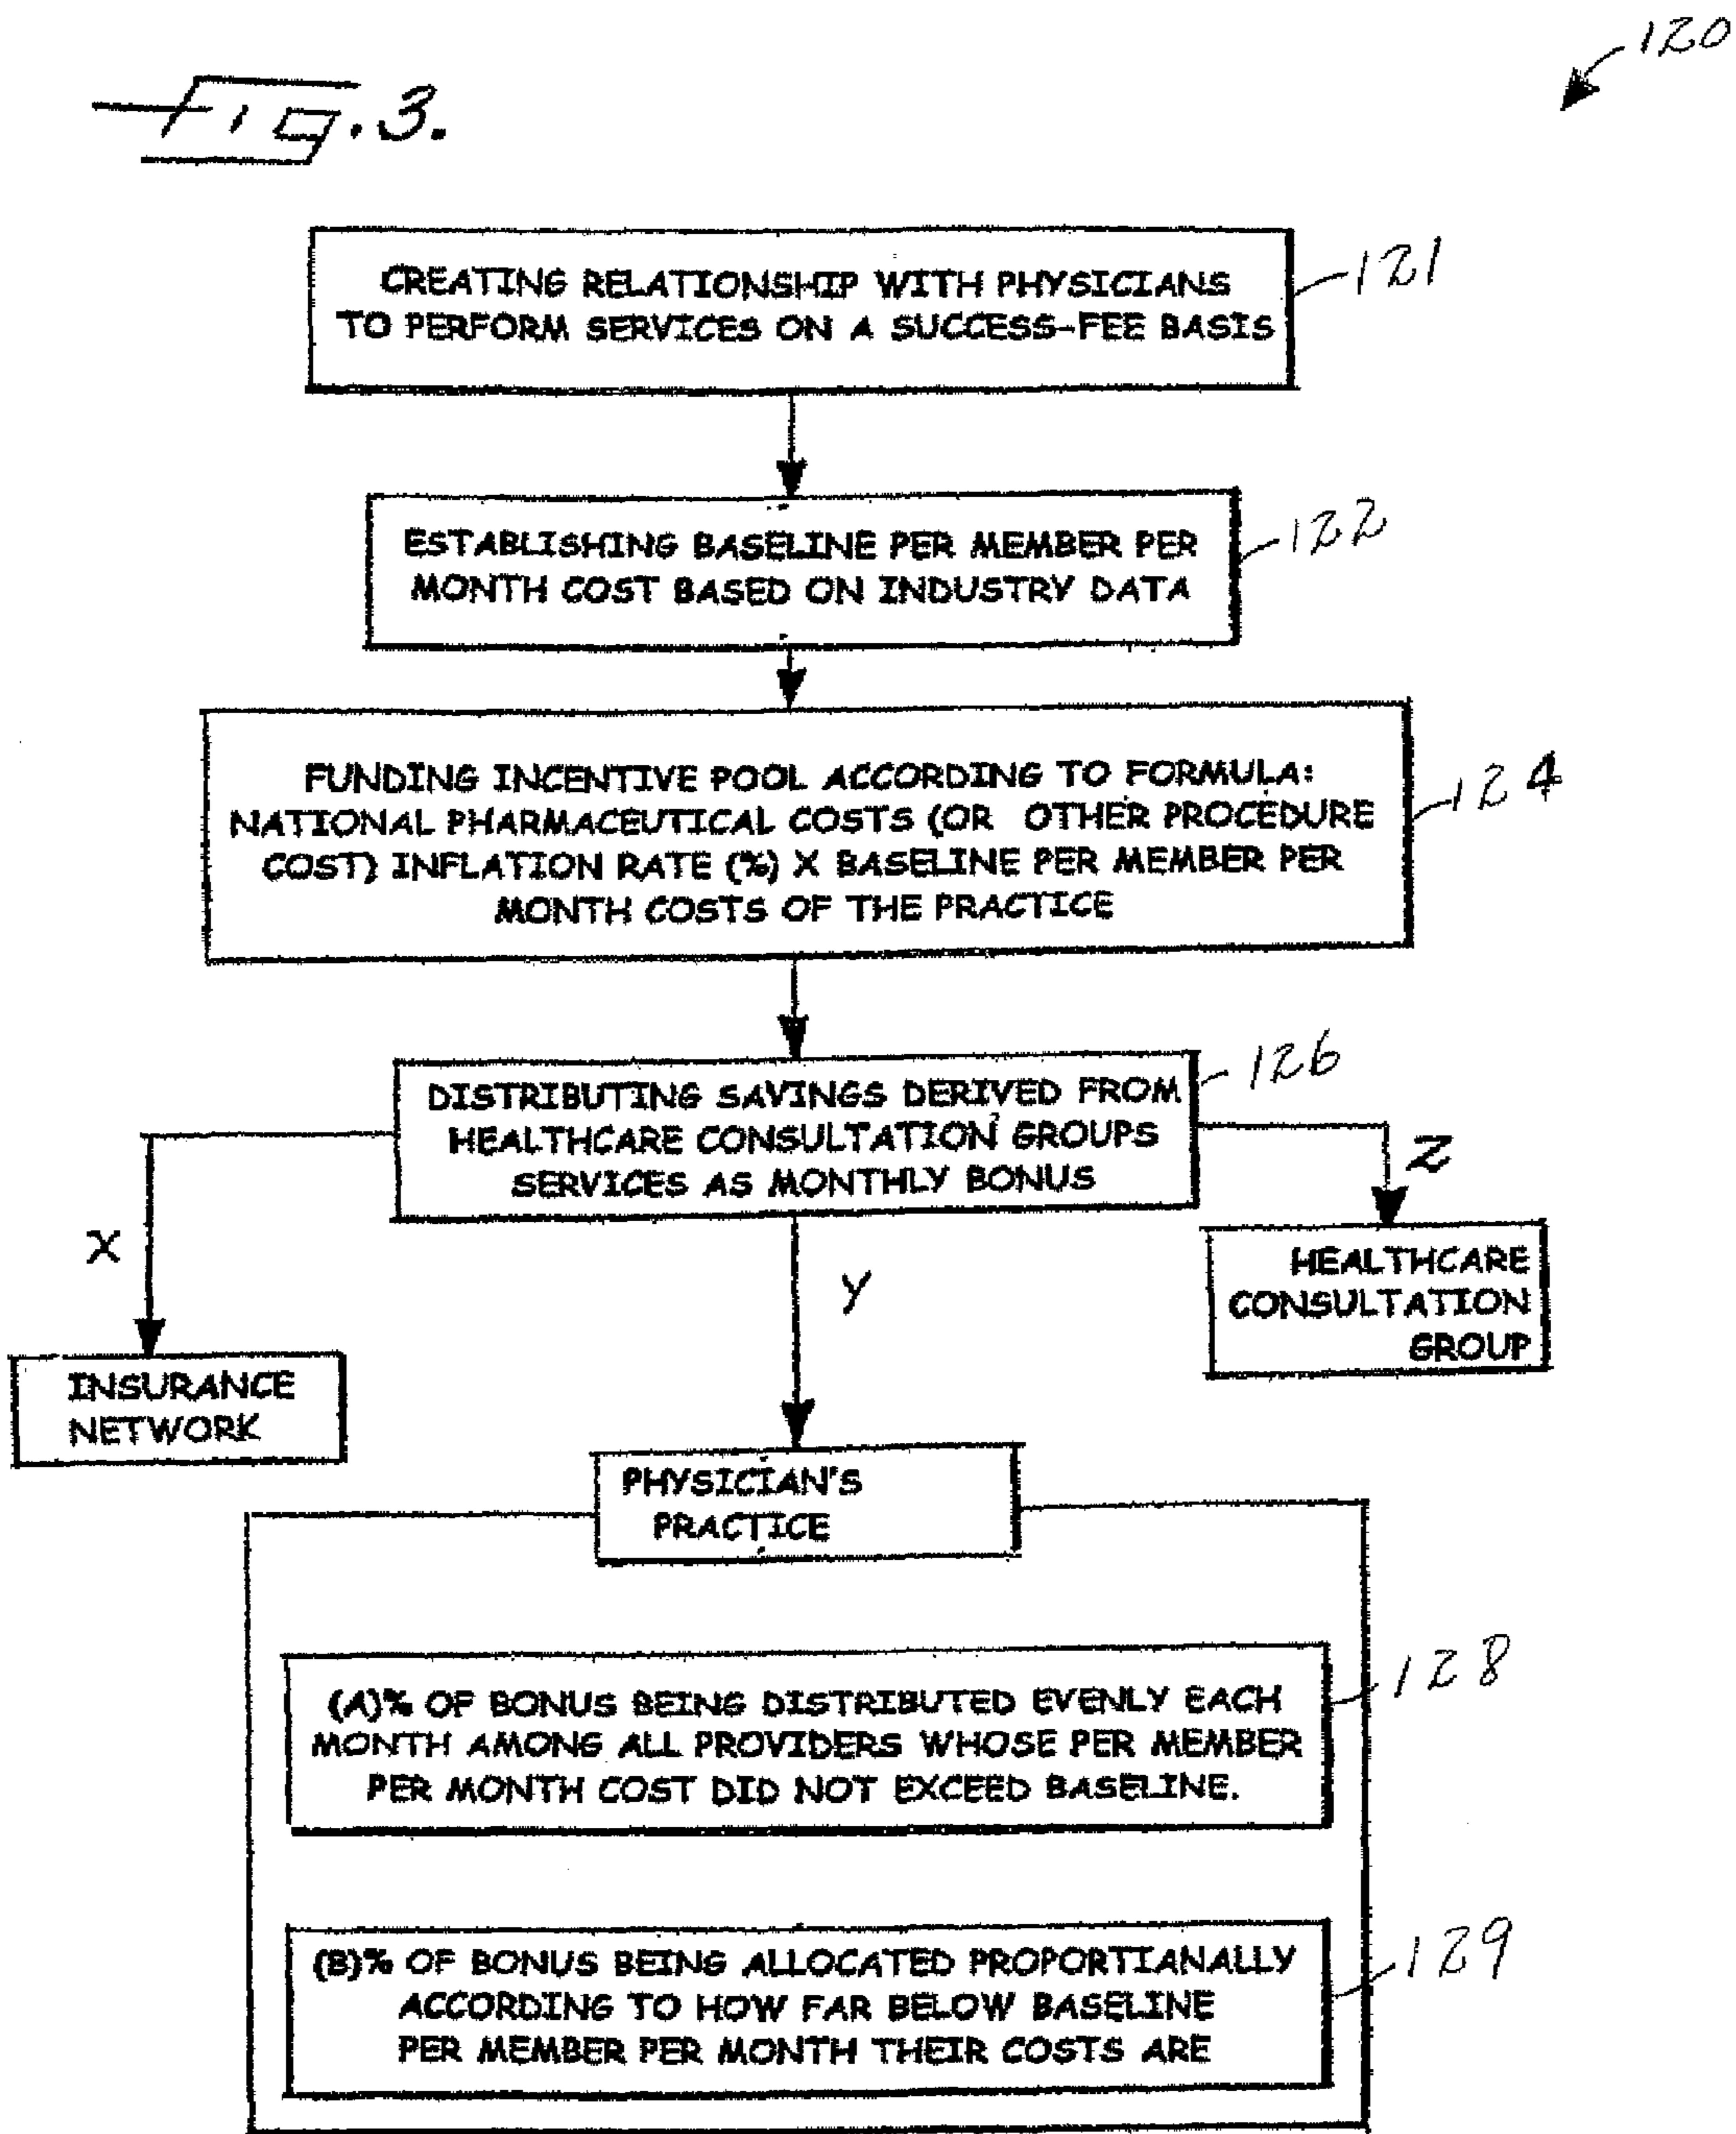 120
Fig. 3.
CREATING RELATIONSHIP WITH PHYSICIANS
TO PERFORM SERVICES ON A SUCCESS-FEE BASIS
121
ESTABLISHING BASELINE PER MEMBER PER
MONTH COST BASED ON INDUSTRY DATA
122
FUNDING INCENTIVE POOL ACCORDING TO FORMULA:
NATIONAL PHARMACEUTICAL COSTS (OR OTHER PROCEDURE
COST) INFLATION RATE (%) X BASELINE PER MEMBER PER
MONTH COSTS OF THE PRACTICE
124
DISTRIBUTING SAVINGS DERIVED FROM
HEALTHCARE CONSULTATION GROUPS
SERVICES AS MONTHLY BONUS
126
X
Y
Z
HEALTHCARE
CONSULTATION
GROUP
INSURANCE
NETWORK
PHYSICIAN'S
PRACTICE
(A)% OF BONUS BEING DISTRIBUTED EVENLY EACH
MONTH AMONG ALL PROVIDERS WHOSE PER MEMBER
PER MONTH COST DID NOT EXCEED BASELINE.
128
(B)% OF BONUS BEING ALLOCATED PROPORTIANALLY
ACCORDING TO HOW FAR BELOW BASELINE
PER MEMBER PER MONTH THEIR COSTS ARE
129